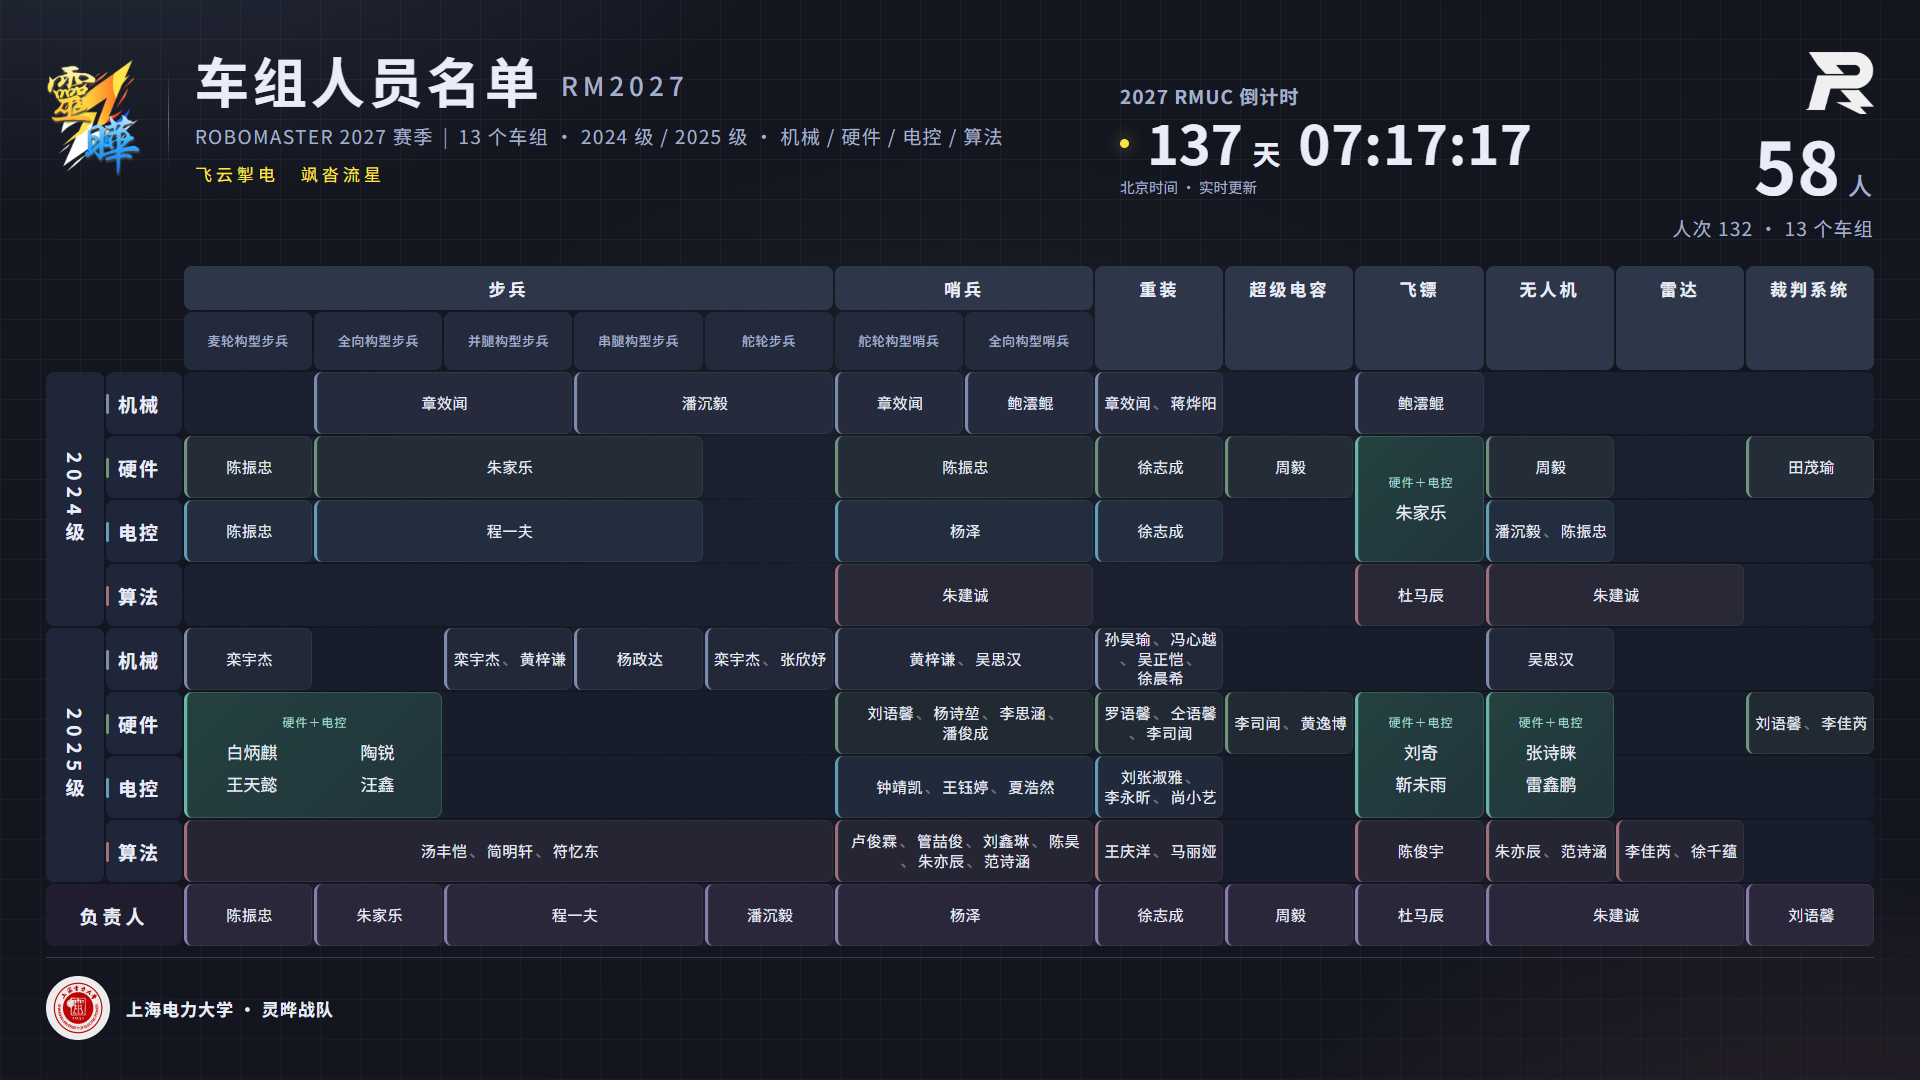 靈晔
车组人员名单 RM2027
ROBOMASTER 2027 赛季 | 13 个车组 · 2024 级 / 2025 级 · 机械 / 硬件 / 电控 / 算法
飞云掣电 飒沓流星
2027 RMUC 倒计时
137 天 07:17:17
北京时间 · 实时更新
58 人
人次 132 · 13 个车组
步兵 哨兵 重装 超级电容 飞镖 无人机 雷达 裁判系统
麦轮构型步兵 全向构型步兵 并腿构型步兵 串腿构型步兵 舵轮步兵 舵轮构型哨兵 全向构型哨兵
2024级
机械 章效闻 潘沉毅 章效闻 鲍澐鲲 章效闻、蒋烨阳 鲍澐鲲
硬件 陈振忠 朱家乐 陈振忠 徐志成 周毅 硬件+电控 周毅 田茂瑜
朱家乐
电控 陈振忠 程一夫 杨泽 徐志成 潘沉毅、陈振忠
算法 朱建诚 杜马辰 朱建诚
2025级
机械 栾宇杰 栾宇杰、黄梓谦 杨政达 栾宇杰、张欣妤 黄梓谦、吴思汉 孙昊瑜、冯心越
、吴正恺、
徐晨希
吴思汉
硬件 硬件+电控
白炳麒 陶锐
王天懿 汪鑫
刘语馨、杨诗堃、李思涵、
潘俊成
罗语馨、仝语馨
、李司闻
李司闻、黄逸博
硬件+电控
刘奇
靳未雨
硬件+电控
张诗睐
雷鑫鹏
刘语馨、李佳芮
电控 钟靖凯、王钰婷、夏浩然
刘张淑雅、
李永昕、尚小艺
算法 汤丰恺、简明轩、符忆东
卢俊霖、管喆俊、刘鑫琳、陈昊
、朱亦辰、范诗涵
王庆洋、马丽娅 陈俊宇 朱亦辰、范诗涵 李佳芮、徐千蕴
负责人 陈振忠 朱家乐 程一夫 潘沉毅 杨泽 徐志成 周毅 杜马辰 朱建诚 刘语馨
上海电力大学 · 灵晔战队